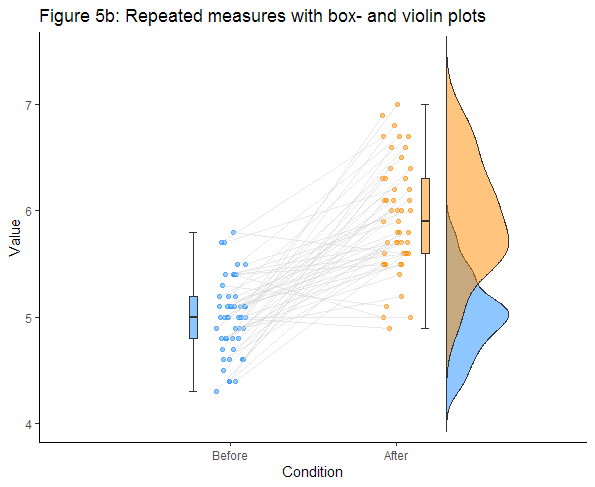 Figure 5b: Repeated measures with box- and violin plots
7
6
5
4
Value
Before
After
Condition